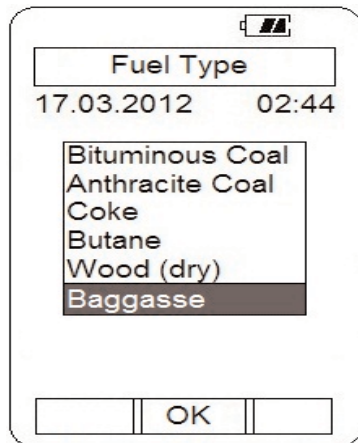 Fuel Type
17.03.2012 02:44
Bituminous Coal
Anthracite Coal
Coke
Butane
Wood (dry)
Baggasse
OK